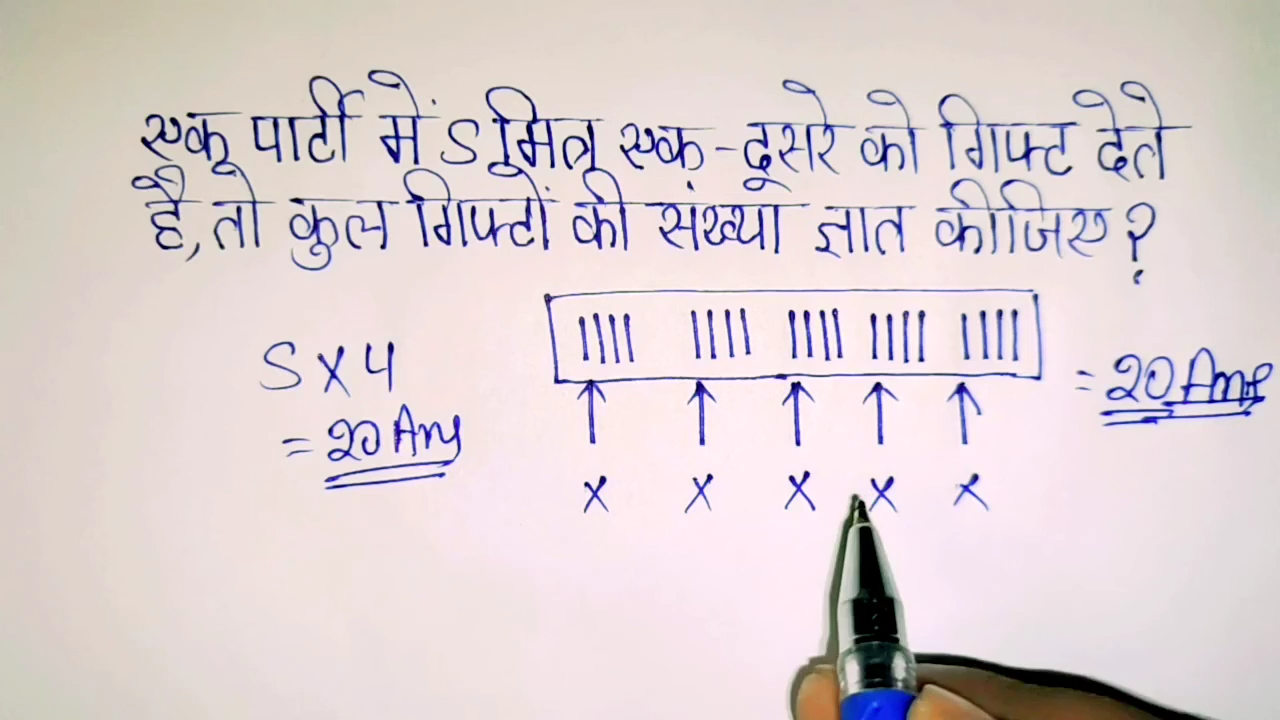 एक पार्टी में 5 मित्र एक-दूसरे को गिफ्ट देते
है, तो कुल गिफ्टों की संख्या ज्ञात कीजिए?
5 X 4
= 20 Ans
= 20 Ans
X X X X X